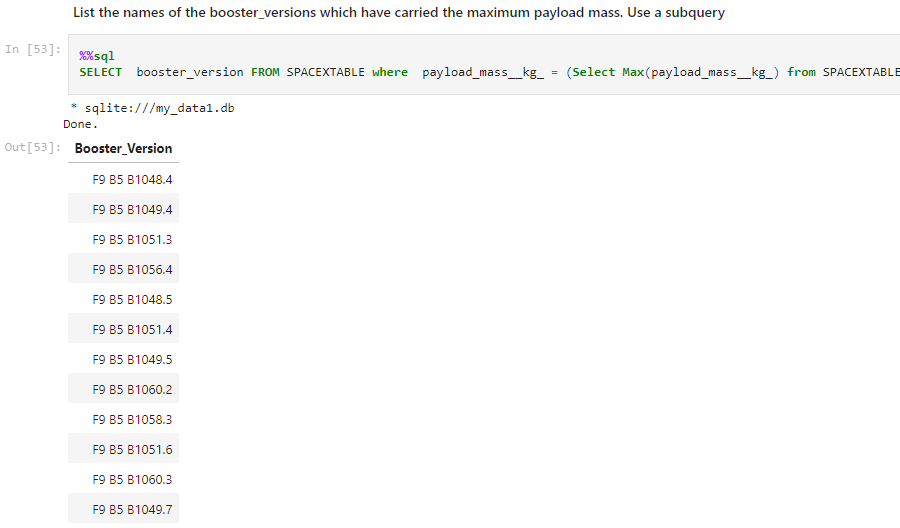 List the names of the booster_versions which have carried the maximum payload mass. Use a subquery
In [53]:
%%sql
SELECT  booster_version FROM SPACEXTABLE where  payload_mass__kg_ = (Select Max(payload_mass__kg_) from SPACEXTABLE
* sqlite:///my_data1.db
Done.
Out[53]:
Booster_Version
F9 B5 B1048.4
F9 B5 B1049.4
F9 B5 B1051.3
F9 B5 B1056.4
F9 B5 B1048.5
F9 B5 B1051.4
F9 B5 B1049.5
F9 B5 B1060.2
F9 B5 B1058.3
F9 B5 B1051.6
F9 B5 B1060.3
F9 B5 B1049.7